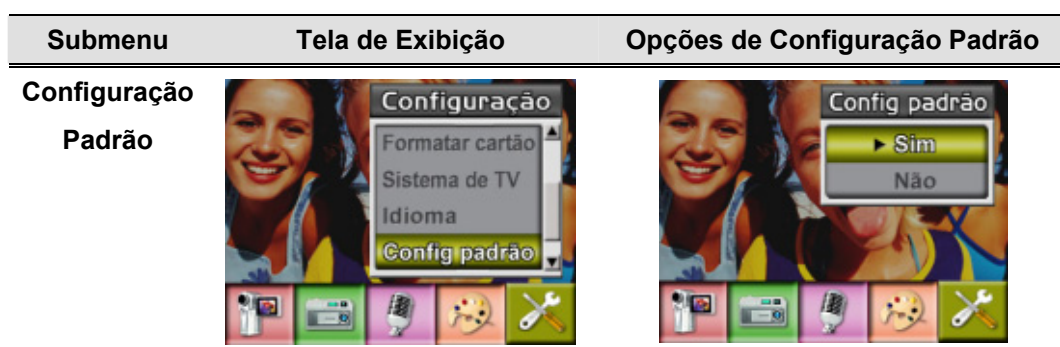 Submenu Tela de Exibição Opções de Configuração Padrão
Configuração
Padrão
Configuração
Formatar cartão
Sistema de TV
Idioma
Config padrão
Config padrão
Sim
Não